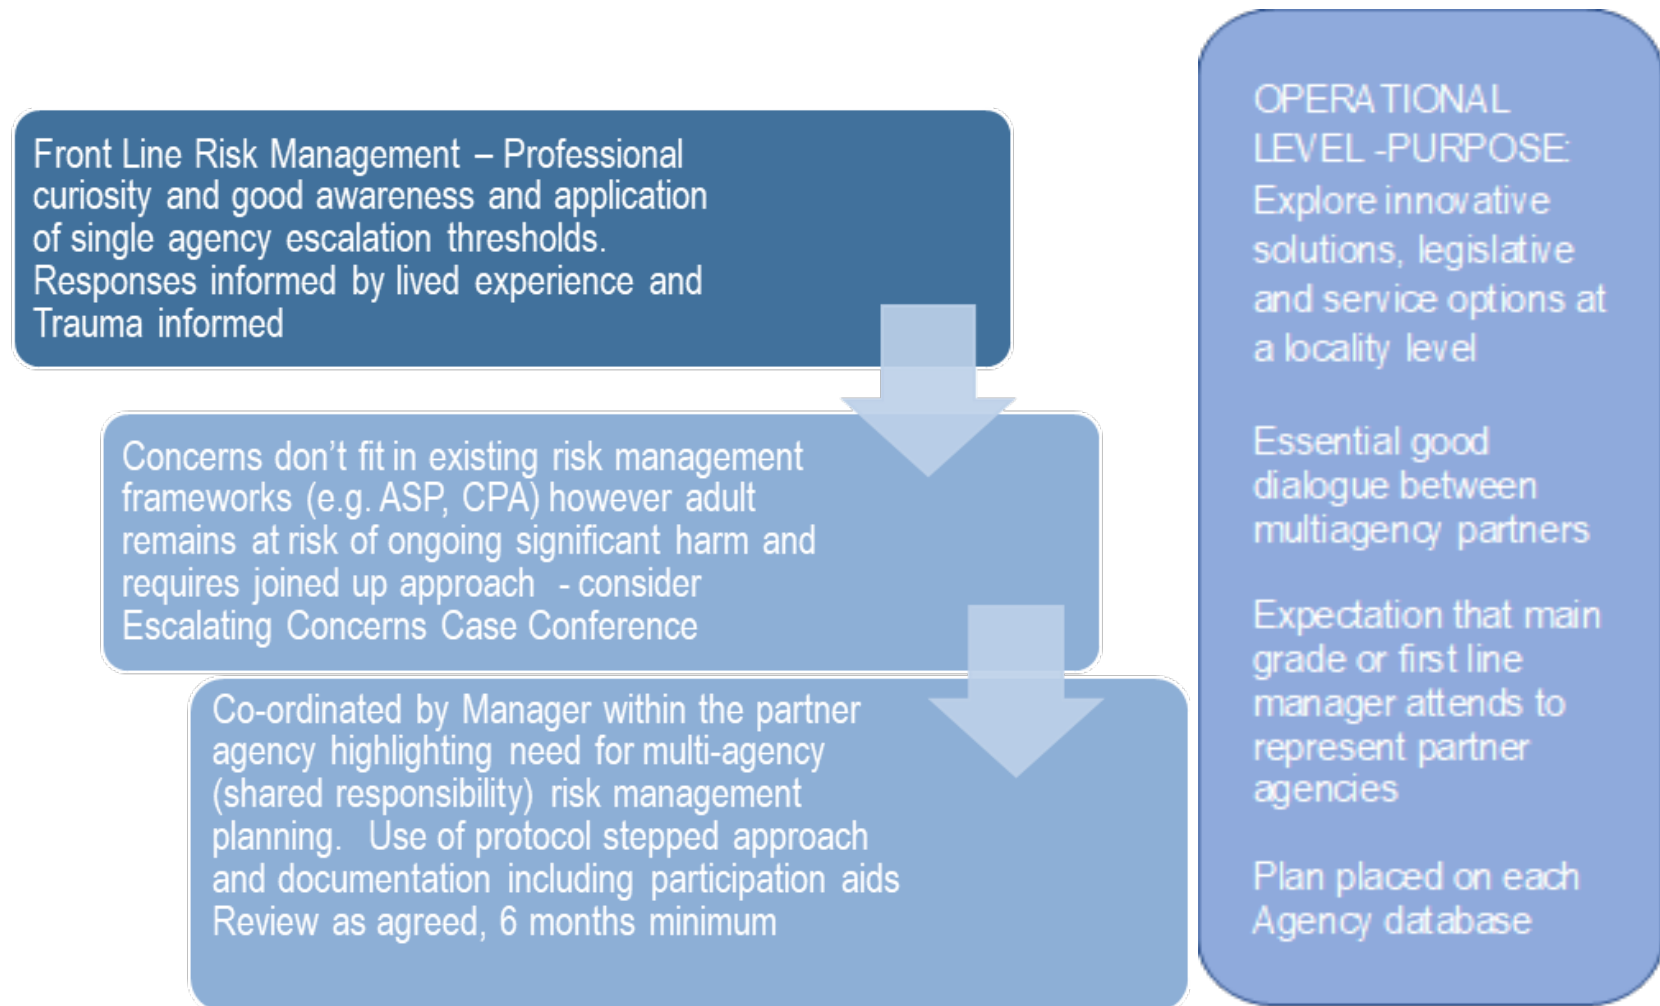 Front Line Risk Management – Professional
curiosity and good awareness and application
of single agency escalation thresholds.
Responses informed by lived experience and
Trauma informed
Concerns don’t fit in existing risk management
frameworks (e.g. ASP, CPA) however adult
remains at risk of ongoing significant harm and
requires joined up approach - consider
Escalating Concerns Case Conference
Co-ordinated by Manager within the partner
agency highlighting need for multi-agency
(shared responsibility) risk management
planning. Use of protocol stepped approach
and documentation including participation aids
Review as agreed, 6 months minimum
OPERATIONAL
LEVEL -PURPOSE:
Explore innovative
solutions, legislative
and service options at
a locality level
Essential good
dialogue between
multiagency partners
Expectation that main
grade or first line
manager attends to
represent partner
agencies
Plan placed on each
Agency database